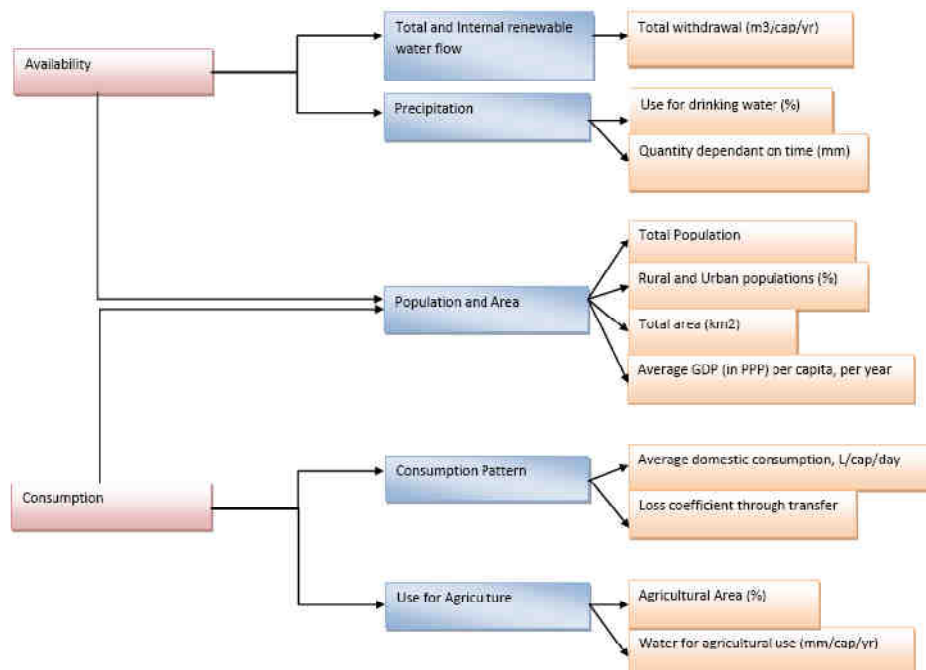 Total and Internal renewable
water flow
Total withdrawal (m3/cap/yr)
Availability
Precipitation
Use for drinking water (%)
Quantity dependant on time (mm)
Total Population
Rural and Urban populations (%)
Population and Area
Total area (km2)
Average GDP (in PPP) per capita, per year
Consumption Pattern
Average domestic consumption, L/cap/day
Consumption
Loss coefficient through transfer
Use for Agriculture
Agricultural Area (%)
Water for agricultural use (mm/cap/yr)